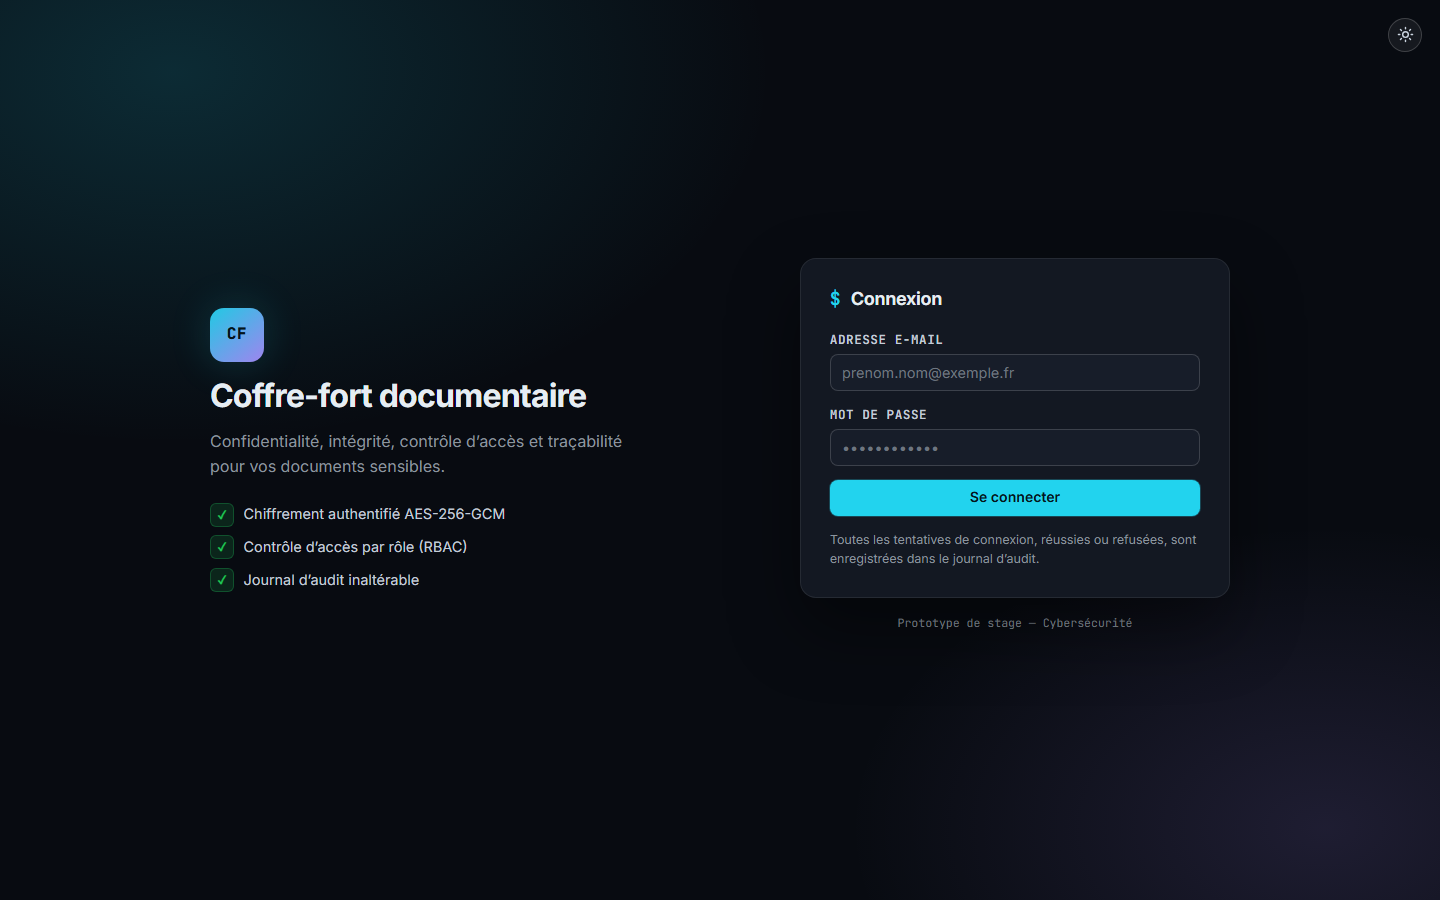 CF
Coffre-fort documentaire
Confidentialité, intégrité, contrôle d’accès et traçabilité
pour vos documents sensibles.
✓ Chiffrement authentifié AES-256-GCM
✓ Contrôle d’accès par rôle (RBAC)
✓ Journal d’audit inaltérable
$ Connexion
ADRESSE E-MAIL
prenom.nom@exemple.fr
MOT DE PASSE
••••••••••••
Se connecter
Toutes les tentatives de connexion, réussies ou refusées, sont
enregistrées dans le journal d’audit.
Prototype de stage — Cybersécurité